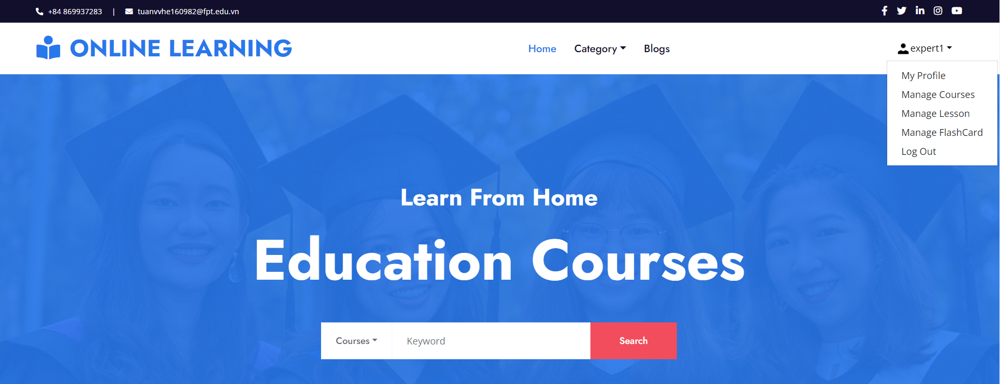 +84 869937283 | tuanvvhe160982@fpt.edu.vn
ONLINE LEARNING
Home Category Blogs
expert1
My Profile
Manage Courses
Manage Lesson
Manage FlashCard
Log Out
Learn From Home
Education Courses
Courses Keyword Search